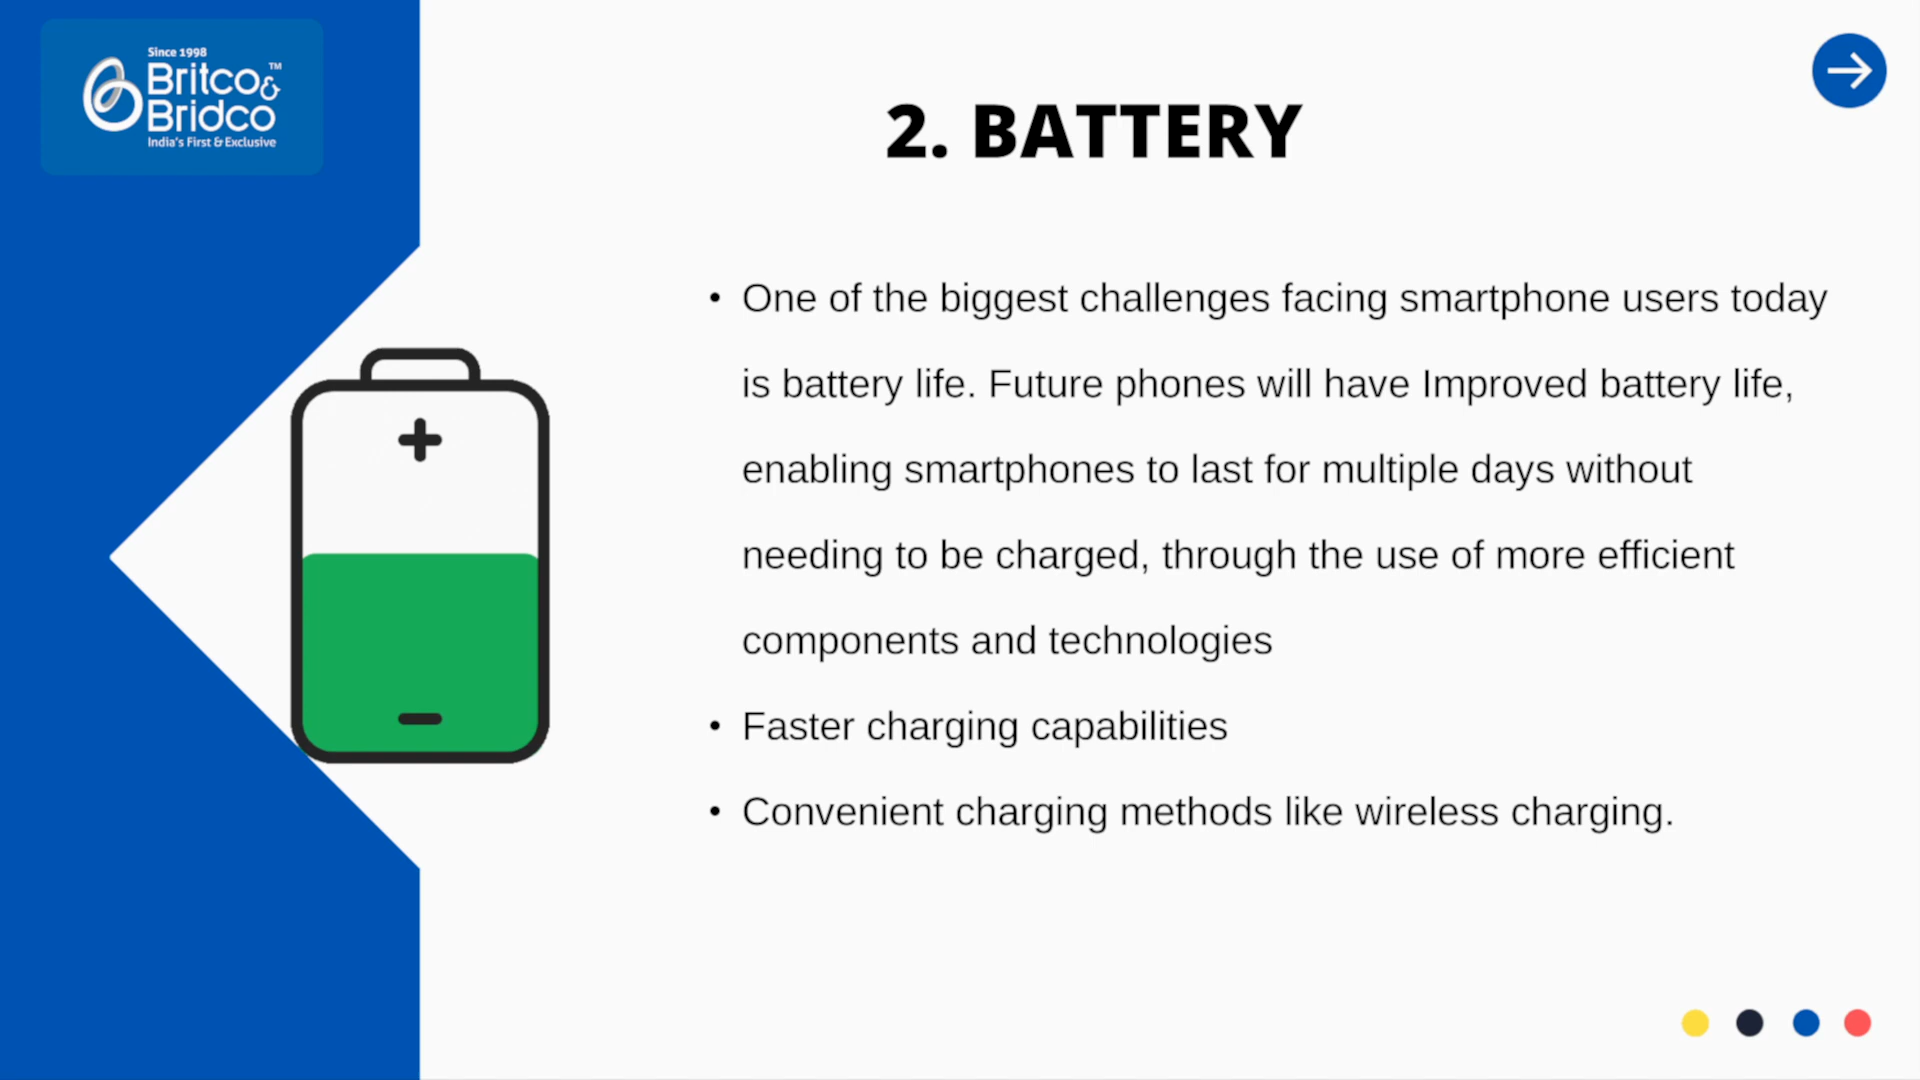 Since 1998
Britco &
Bridco ™
India's First & Exclusive
2. BATTERY
• One of the biggest challenges facing smartphone users today
is battery life. Future phones will have Improved battery life,
enabling smartphones to last for multiple days without
needing to be charged, through the use of more efficient
components and technologies
• Faster charging capabilities
• Convenient charging methods like wireless charging.